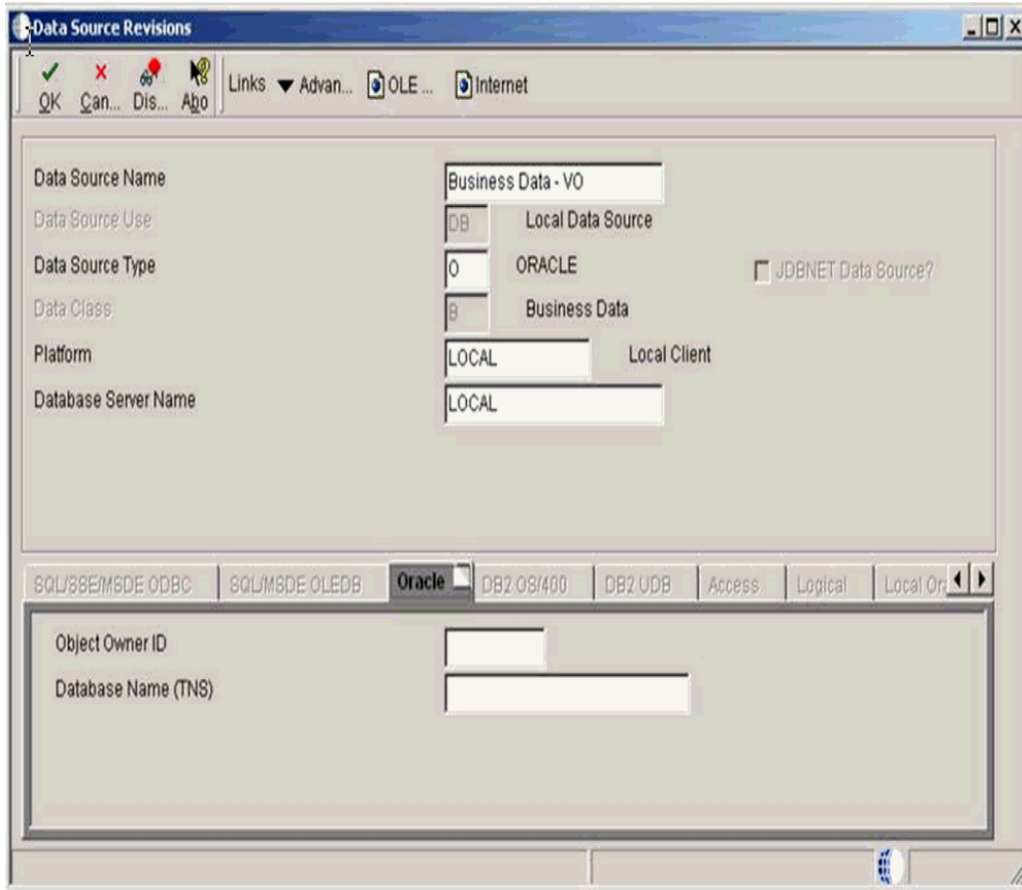 Data Source Revisions
OK Can... Dis... Abo Links Advan... OLE ... Internet
Data Source Name Business Data - VO
Data Source Use DB Local Data Source
Data Source Type O ORACLE JDBNET Data Source?
Data Class B Business Data
Platform LOCAL Local Client
Database Server Name LOCAL
SQL/SSE/MSDE ODBC SQL/MSDE OLEDB Oracle DB2 OS/400 DB2 UDB Access Logical Local Or
Object Owner ID
Database Name (TNS)